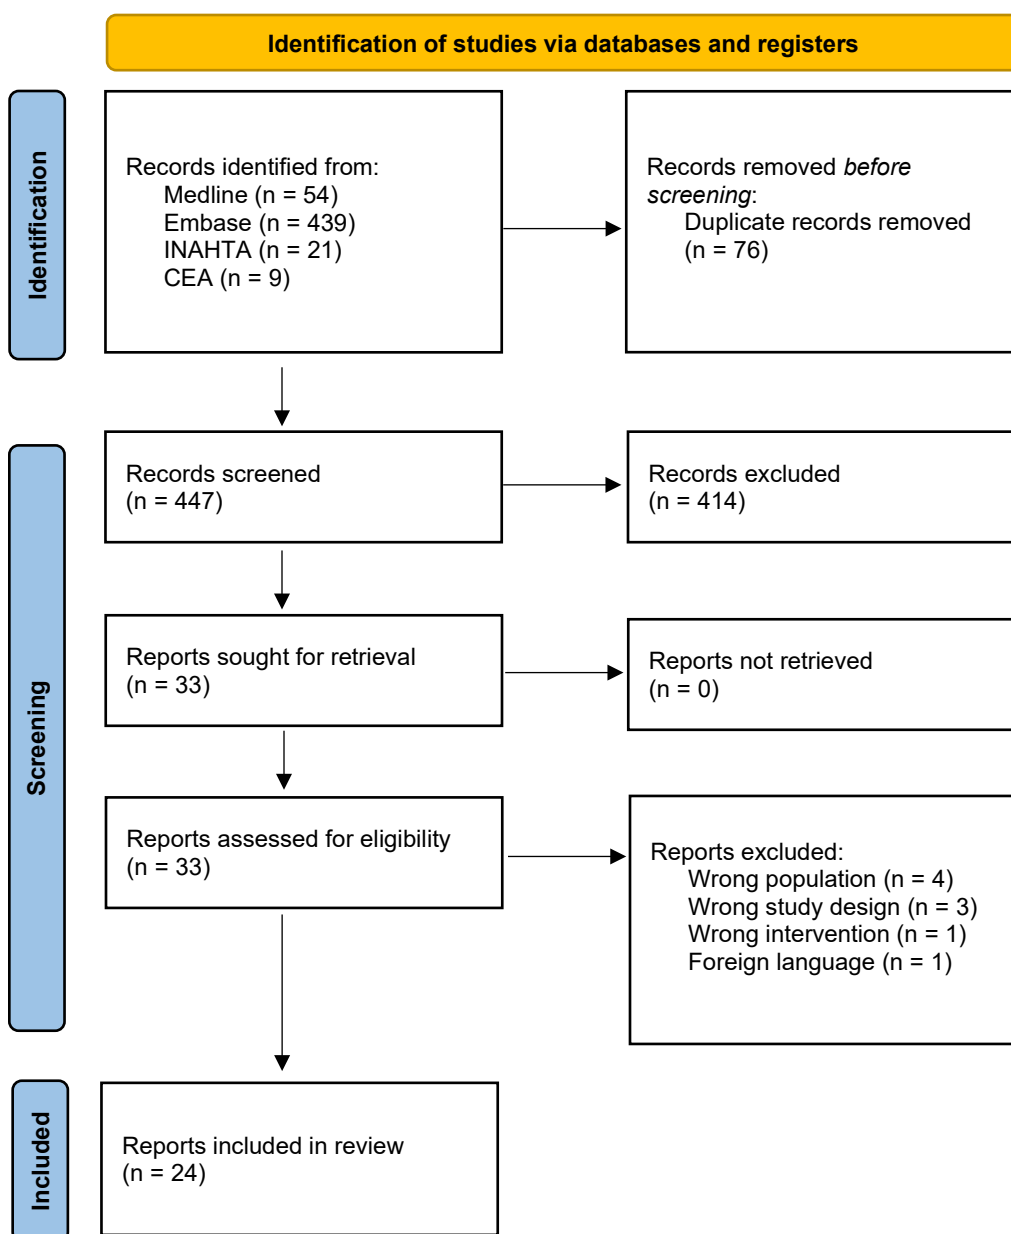 Identification of studies via databases and registers
Identification
Records identified from:
Medline (n = 54)
Embase (n = 439)
INAHTA (n = 21)
CEA (n = 9)
Records removed before
screening:
Duplicate records removed
(n = 76)
Screening
Records screened
(n = 447)
Records excluded
(n = 414)
Reports sought for retrieval
(n = 33)
Reports not retrieved
(n = 0)
Reports assessed for eligibility
(n = 33)
Reports excluded:
Wrong population (n = 4)
Wrong study design (n = 3)
Wrong intervention (n = 1)
Foreign language (n = 1)
Included
Reports included in review
(n = 24)